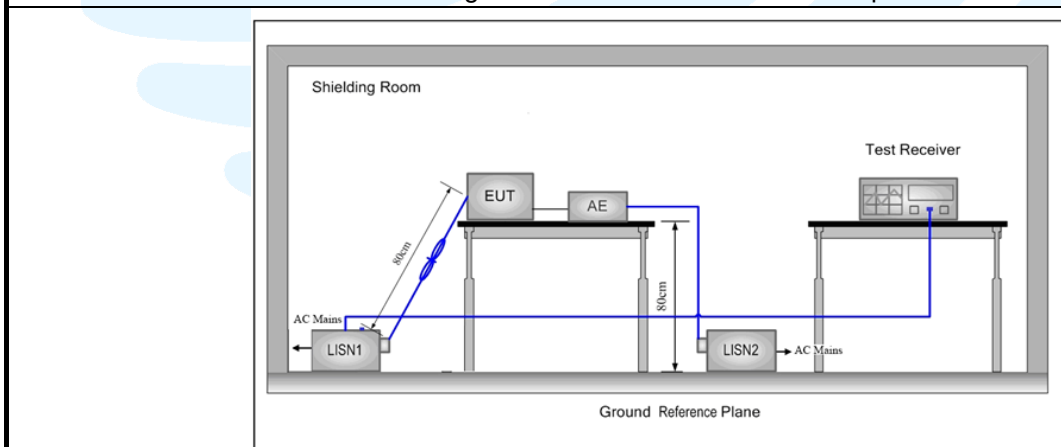 Shielding Room
Test Receiver
EUT
AE
80cm
80cm
AC Mains
LISN1
LISN2
AC Mains
Ground Reference Plane